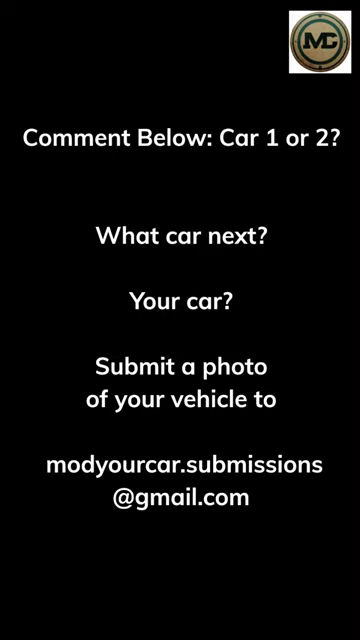 MC
Comment Below: Car 1 or 2?
What car next?
Your car?
Submit a photo
of your vehicle to
modyourcar.submissions
@gmail.com